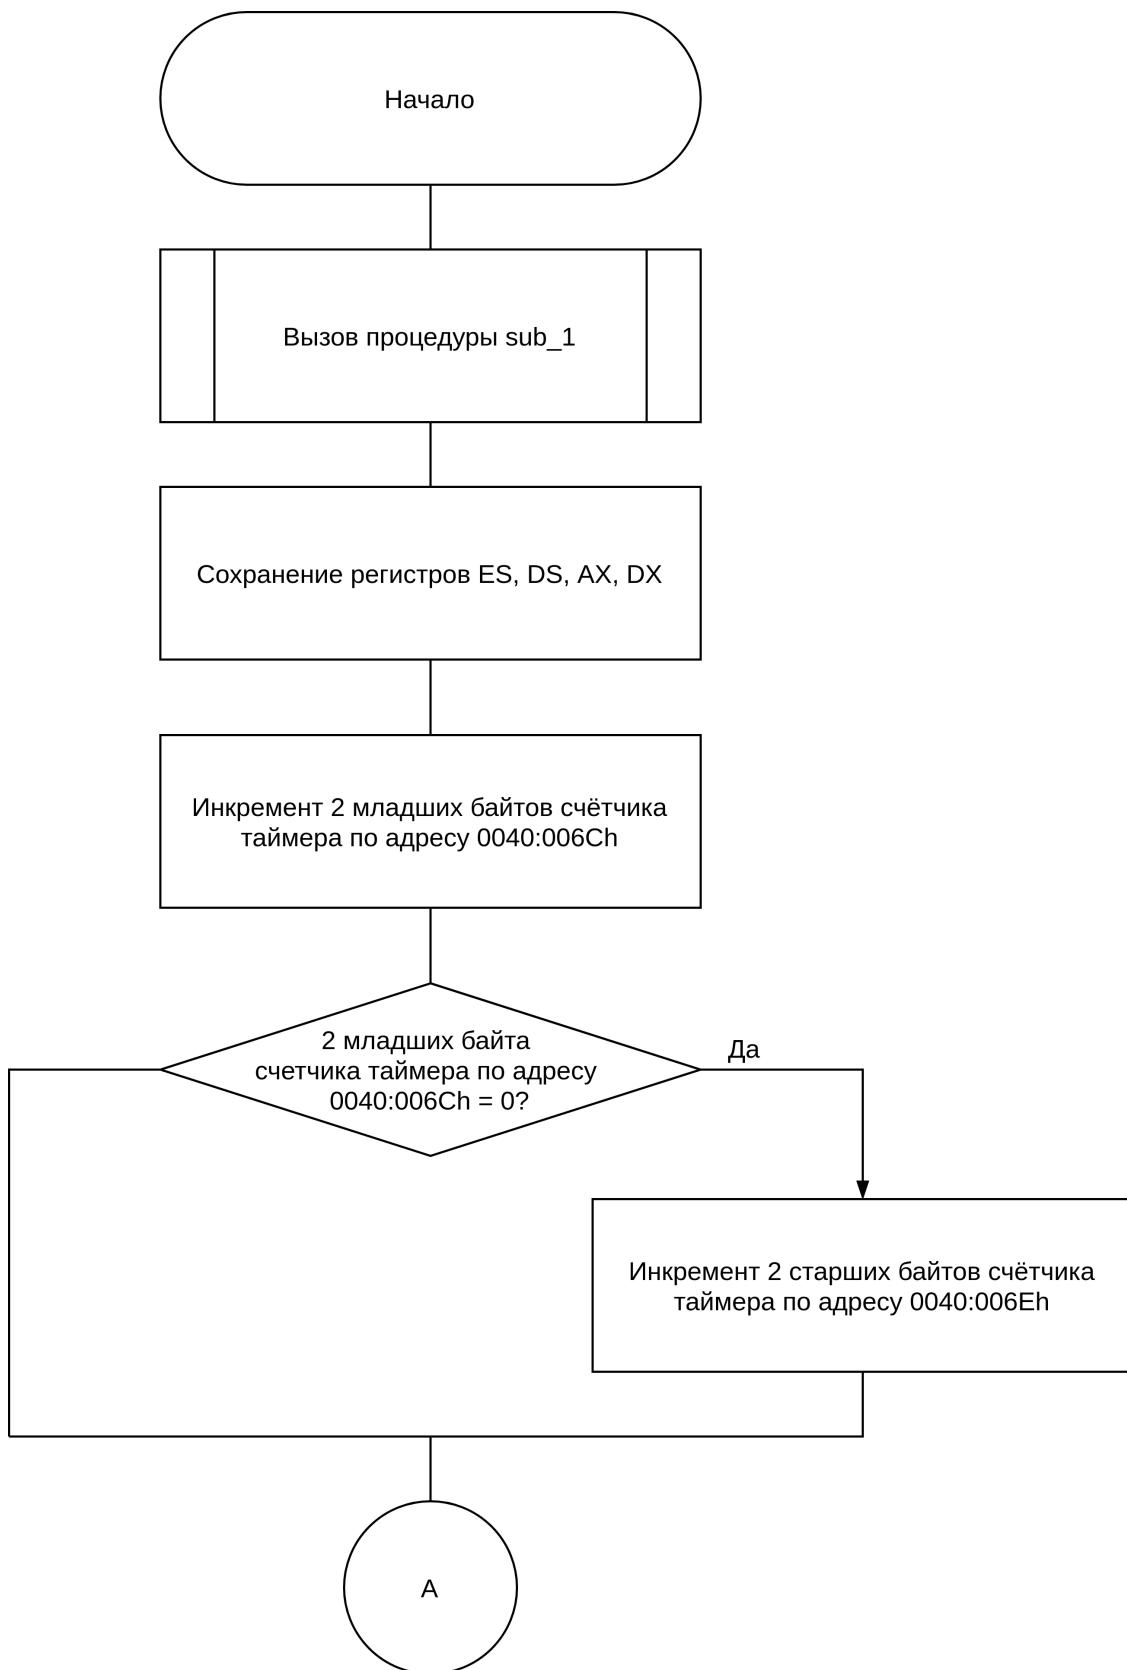 Начало
Вызов процедуры sub_1
Сохранение регистров ES, DS, AX, DX
Инкремент 2 младших байтов счётчика
таймера по адресу 0040:006Ch
2 младших байта
счетчика таймера по адресу
0040:006Ch = 0?
Да
Инкремент 2 старших байтов счётчика
таймера по адресу 0040:006Eh
A